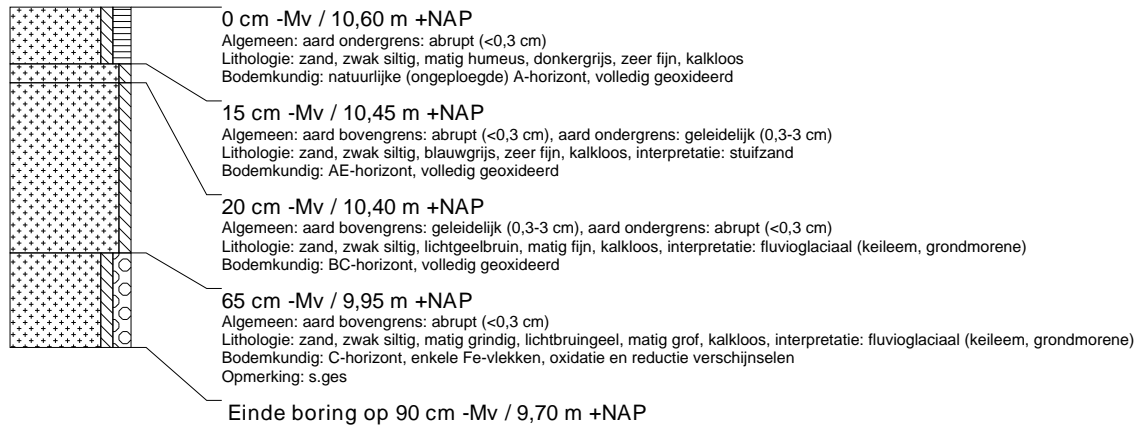 0 cm -Mv / 10,60 m +NAP
Algemeen: aard ondergrens: abrupt (<0,3 cm)
Lithologie: zand, zwak siltig, matig humeus, donkergrijs, zeer fijn, kalkloos
Bodemkundig: natuurlijke (ongeploegde) A-horizont, volledig geoxideerd
15 cm -Mv / 10,45 m +NAP
Algemeen: aard bovengrens: abrupt (<0,3 cm), aard ondergrens: geleidelijk (0,3-3 cm)
Lithologie: zand, zwak siltig, blauwgrijs, zeer fijn, kalkloos, interpretatie: stuifzand
Bodemkundig: AE-horizont, volledig geoxideerd
20 cm -Mv / 10,40 m +NAP
Algemeen: aard bovengrens: geleidelijk (0,3-3 cm), aard ondergrens: abrupt (<0,3 cm)
Lithologie: zand, zwak siltig, lichtgeelbruin, matig fijn, kalkloos, interpretatie: fluvioglaciaal (keileem, grondmorene)
Bodemkundig: BC-horizont, volledig geoxideerd
65 cm -Mv / 9,95 m +NAP
Algemeen: aard bovengrens: abrupt (<0,3 cm)
Lithologie: zand, zwak siltig, matig grindig, lichtbruingeel, matig grof, kalkloos, interpretatie: fluvioglaciaal (keileem, grondmorene)
Bodemkundig: C-horizont, enkele Fe-vlekken, oxidatie en reductie verschijnselen
Opmerking: s.ges
Einde boring op 90 cm -Mv / 9,70 m +NAP